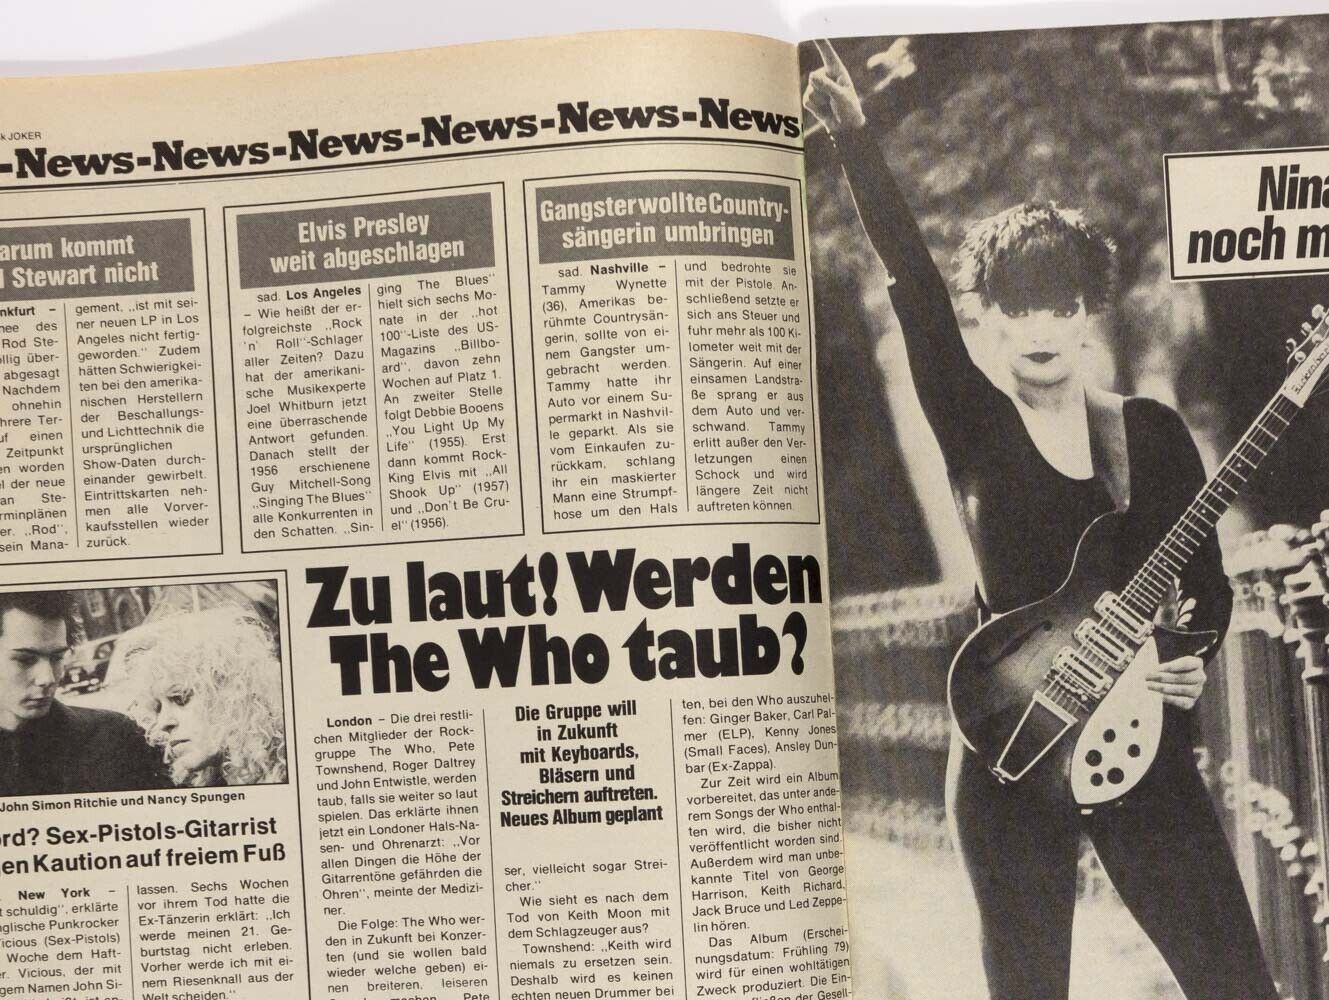 JOKER
-News-News-News-News-News-News
arum kommt
Stewart nicht
nkfurt –
nee des
Rod Ste-
llig über-
abgesagt
Nachdem
ohnehin
hrere Ter-
uf einen
Zeitpunkt
en worden
el der neue
an Ste-
rminplänen
er. „Rod",
sein Mana-
gement, „ist mit sei-
ner neuen LP in Los
Angeles nicht fertig-
geworden." Zudem
hätten Schwierigkei-
ten bei den amerika-
nischen Herstellern
der Beschallungs-
und Lichttechnik die
ursprünglichen
Show-Daten durch-
einander gewirbelt.
Eintrittskarten neh-
men alle Vorver-
kaufsstellen wieder
zurück.
Elvis Presley
weit abgeschlagen
sad. Los Angeles
– Wie heißt der er-
folgreichste „Rock
'n' Roll"-Schlager
aller Zeiten? Dazu
hat der amerikani-
sche Musikexperte
Joel Whitburn jetzt
eine überraschende
Antwort gefunden.
Danach stellt der
1956 erschienene
Guy Mitchell-Song
„Singing The Blues"
alle Konkurrenten in
den Schatten. „Sin-
ging The Blues"
hielt sich sechs Mo-
nate in der „hot
100"-Liste des US-
Magazins „Billbo-
ard", davon zehn
Wochen auf Platz 1.
An zweiter Stelle
folgt Debbie Booens
„You Light Up My
Life" (1955). Erst
dann kommt Rock-
King Elvis mit „All
Shook Up" (1957)
und „Don't Be Cru-
el" (1956).
Gangster wollte Country-
sängerin umbringen
sad. Nashville –
Tammy Wynette
(36), Amerikas be-
rühmte Countrysän-
gerin, sollte von ei-
nem Gangster um-
gebracht werden.
Tammy hatte ihr
Auto vor einem Su-
permarkt in Nashvil-
le geparkt. Als sie
vom Einkaufen zu-
rückkam, schlang
ihr ein maskierter
Mann eine Strumpf-
hose um den Hals
und bedrohte sie
mit der Pistole. An-
schließend setzte er
sich ans Steuer und
fuhr mehr als 100 Ki-
lometer weit mit der
Sängerin. Auf einer
einsamen Landstra-
ße sprang er aus
dem Auto und ver-
schwand. Tammy
erlitt außer den Ver-
letzungen einen
Schock und wird
längere Zeit nicht
auftreten können.
John Simon Ritchie und Nancy Spungen
ord? Sex-Pistols-Gitarrist
en Kaution auf freiem Fuß
New York –
t schuldig", erklärte
nglische Punkrocker
icious (Sex-Pistols)
Woche dem Haft-
r. Vicious, der mit
gem Namen John Si-
lassen. Sechs Wochen
vor ihrem Tod hatte die
Ex-Tänzerin erklärt: „Ich
werde meinen 21. Ge-
burtstag nicht erleben.
Vorher werde ich mit ei-
nem Riesenknall aus der
Welt scheiden."
Zu laut! Werden
The Who taub?
London – Die drei restli-
chen Mitglieder der Rock-
gruppe The Who, Pete
Townshend, Roger Daltrey
und John Entwistle, werden
taub, falls sie weiter so laut
spielen. Das erklärte ihnen
jetzt ein Londoner Hals-Na-
sen- und Ohrenarzt: „Vor
allen Dingen die Höhe der
Gitarrentöne gefährden die
Ohren", meinte der Medizi-
ner.
Die Folge: The Who wer-
den in Zukunft bei Konzer-
ten (und sie wollen bald
wieder welche geben) ei-
nen breiteren, leiseren
Pete
Die Gruppe will
in Zukunft
mit Keyboards,
Bläsern und
Streichern auftreten.
Neues Album geplant
ser, vielleicht sogar Strei-
cher."
Wie sieht es nach dem
Tod von Keith Moon mit
dem Schlagzeuger aus?
Townshend: „Keith wird
niemals zu ersetzen sein.
Deshalb wird es keinen
echten neuen Drummer bei
ten, bei den Who auszuhel-
fen: Ginger Baker, Carl Pal-
mer (ELP), Kenny Jones
(Small Faces), Ansley Dun-
bar (Ex-Zappa).
Zur Zeit wird ein Album
vorbereitet, das unter ande-
rem Songs der Who enthal-
ten wird, die bisher nicht
veröffentlicht worden sind.
Außerdem wird man unbe-
kannte Titel von George
Harrison, Keith Richard,
Jack Bruce und Led Zeppe-
lin hören.
Das Album (Erschei-
nungsdatum: Frühling 79)
wird für einen wohltätigen
Zweck produziert. Die Ein-
der Gesell-
Nina
noch m